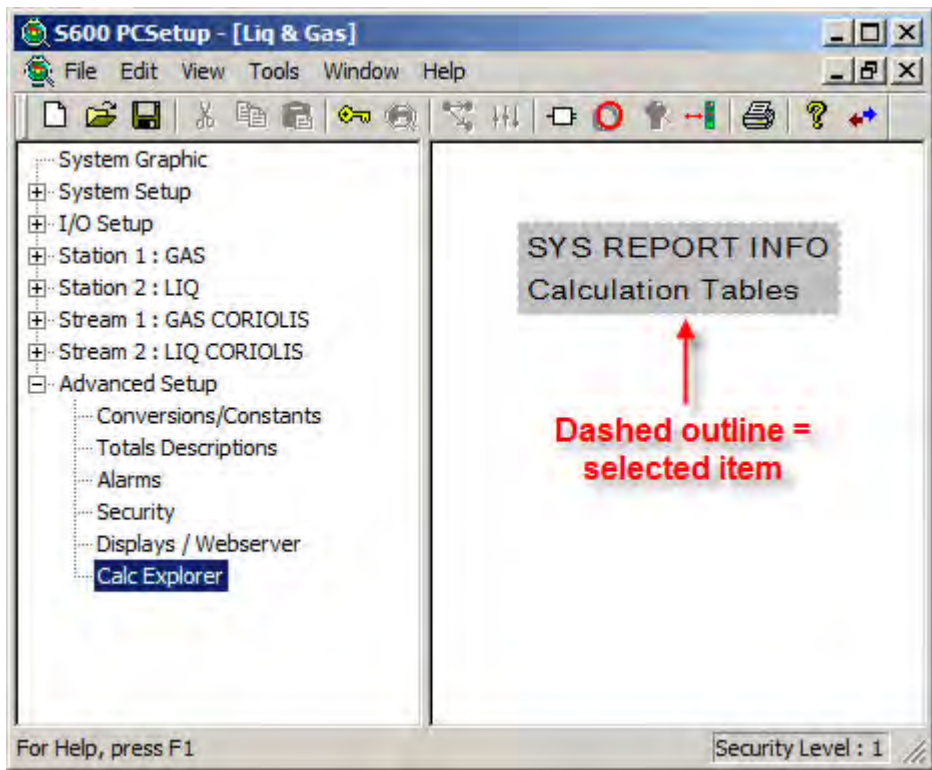 S600 PCSetup - [Liq & Gas]
File Edit View Tools Window Help
System Graphic
System Setup
I/O Setup
Station 1 : GAS
Station 2 : LIQ
Stream 1 : GAS CORIOLIS
Stream 2 : LIQ CORIOLIS
Advanced Setup
Conversions/Constants
Totals Descriptions
Alarms
Security
Displays / Webserver
Calc Explorer
SYS REPORT INFO
Calculation Tables
Dashed outline =
selected item
For Help, press F1
Security Level : 1